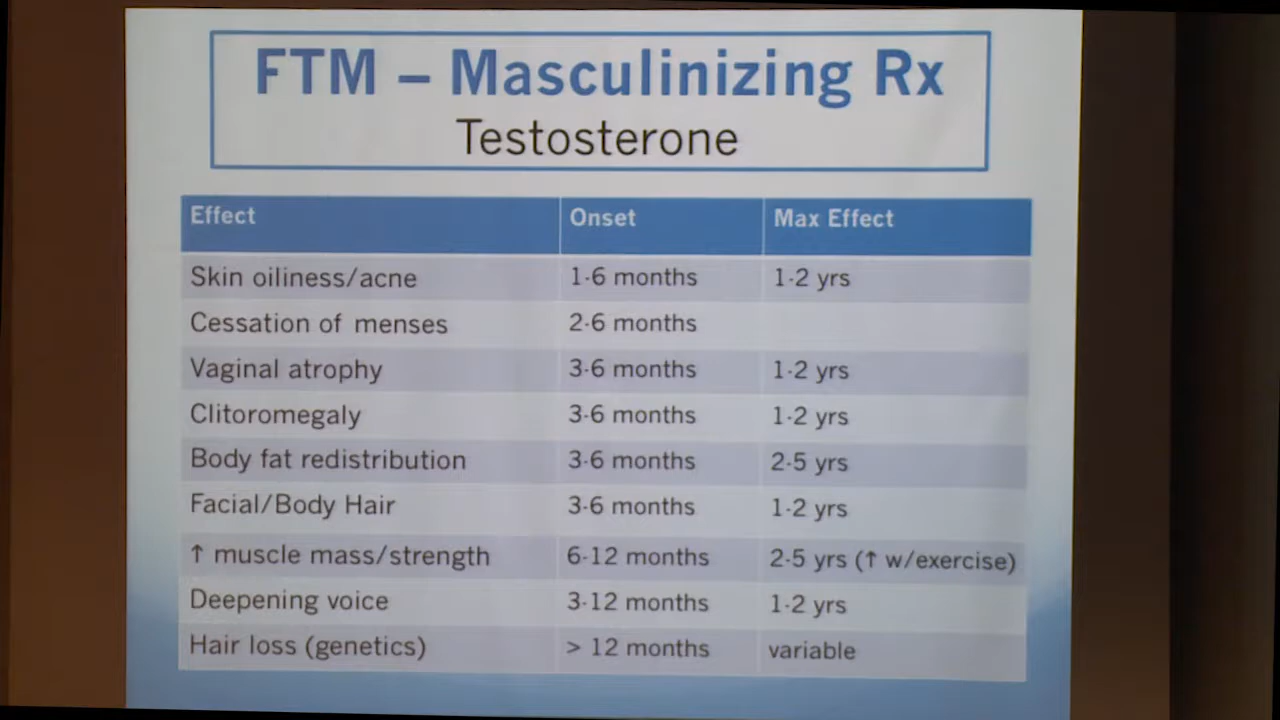 FTM – Masculinizing Rx
Testosterone
Effect Onset Max Effect
Skin oiliness/acne 1-6 months 1-2 yrs
Cessation of menses 2-6 months
Vaginal atrophy 3-6 months 1-2 yrs
Clitoromegaly 3-6 months 1-2 yrs
Body fat redistribution 3-6 months 2-5 yrs
Facial/Body Hair 3-6 months 1-2 yrs
↑ muscle mass/strength 6-12 months 2-5 yrs (↑ w/exercise)
Deepening voice 3-12 months 1-2 yrs
Hair loss (genetics) > 12 months variable